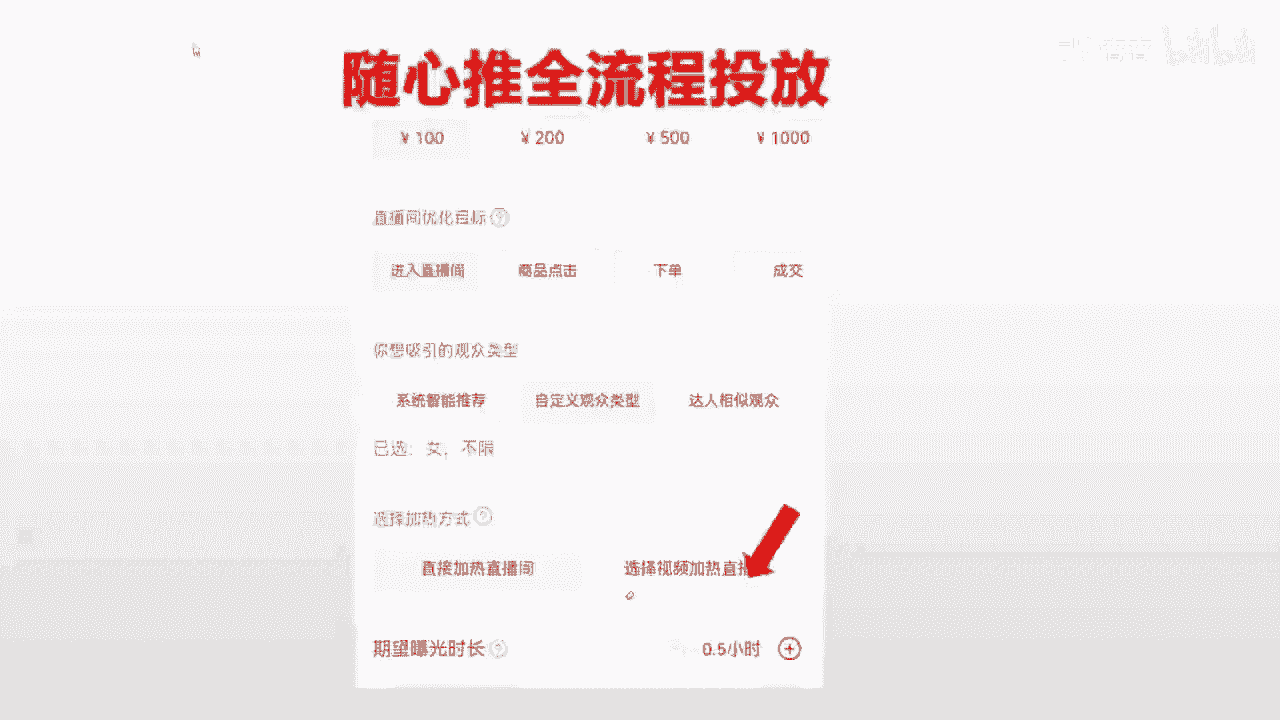 随心推全流程投放
¥ 100 ¥ 200 ¥ 500 ¥ 1000
直播间优化目标
进入直播间 商品点击 下单 成交
你想吸引的观众类型
系统智能推荐 自定义观众类型 达人相似观众
已选: 女, 不限
选择加热方式
直接加热直播间 选择视频加热直播
期望曝光时长 0.5小时